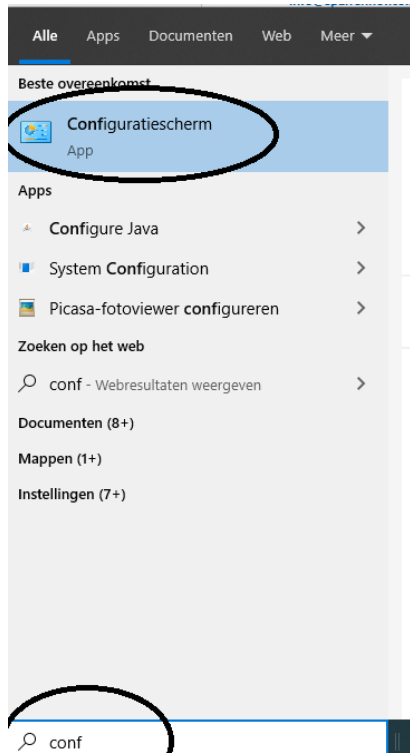 Alle Apps Documenten Web Meer
Beste overeenkomst
Configuratiescherm
App
Apps
Configure Java
System Configuration
Picasa-fotoviewer configureren
Zoeken op het web
conf - Webresultaten weergeven
Documenten (8+)
Mappen (1+)
Instellingen (7+)
conf